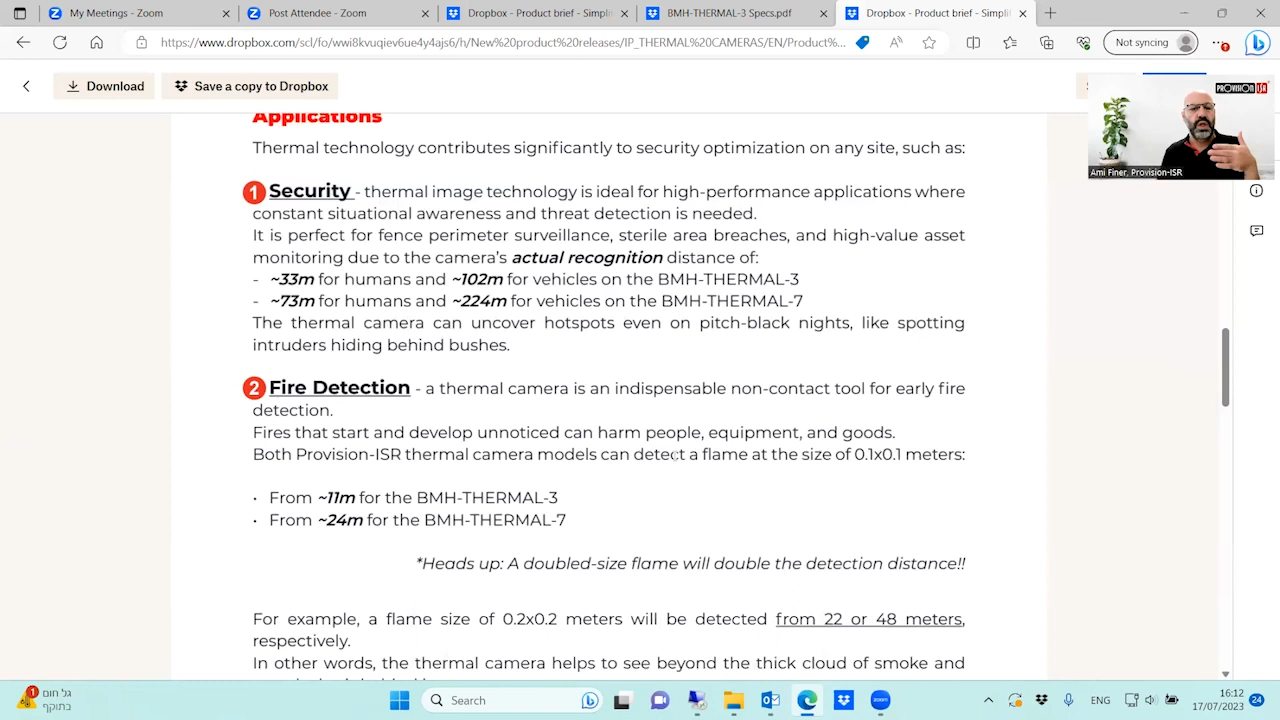 My Meetings - Zoom
Post Attendee - Zoom
Dropbox - Product brief - Simpli
BMH-THERMAL-3 Specs.pdf
Dropbox - Product brief - Simpli
https://www.dropbox.com/scl/fo/wwi8kvuqiev6ue4y4ajs6/h/New%20product%20releases/IP_THERMAL%20CAMERAS/EN/Product%...
Not syncing
Download
Save a copy to Dropbox
PROVISION ISR
Ami Finer, Provision-ISR
Applications
Thermal technology contributes significantly to security optimization on any site, such as:
1 Security - thermal image technology is ideal for high-performance applications where
constant situational awareness and threat detection is needed.
It is perfect for fence perimeter surveillance, sterile area breaches, and high-value asset
monitoring due to the camera's actual recognition distance of:
- ~33m for humans and ~102m for vehicles on the BMH-THERMAL-3
- ~73m for humans and ~224m for vehicles on the BMH-THERMAL-7
The thermal camera can uncover hotspots even on pitch-black nights, like spotting
intruders hiding behind bushes.
2 Fire Detection - a thermal camera is an indispensable non-contact tool for early fire
detection.
Fires that start and develop unnoticed can harm people, equipment, and goods.
Both Provision-ISR thermal camera models can detect a flame at the size of 0.1x0.1 meters:
· From ~11m for the BMH-THERMAL-3
· From ~24m for the BMH-THERMAL-7
*Heads up: A doubled-size flame will double the detection distance!!
For example, a flame size of 0.2x0.2 meters will be detected from 22 or 48 meters,
respectively.
In other words, the thermal camera helps to see beyond the thick cloud of smoke and
1
גל חום
בתוקף
Search
zoom
ENG
16:12
17/07/2023
24